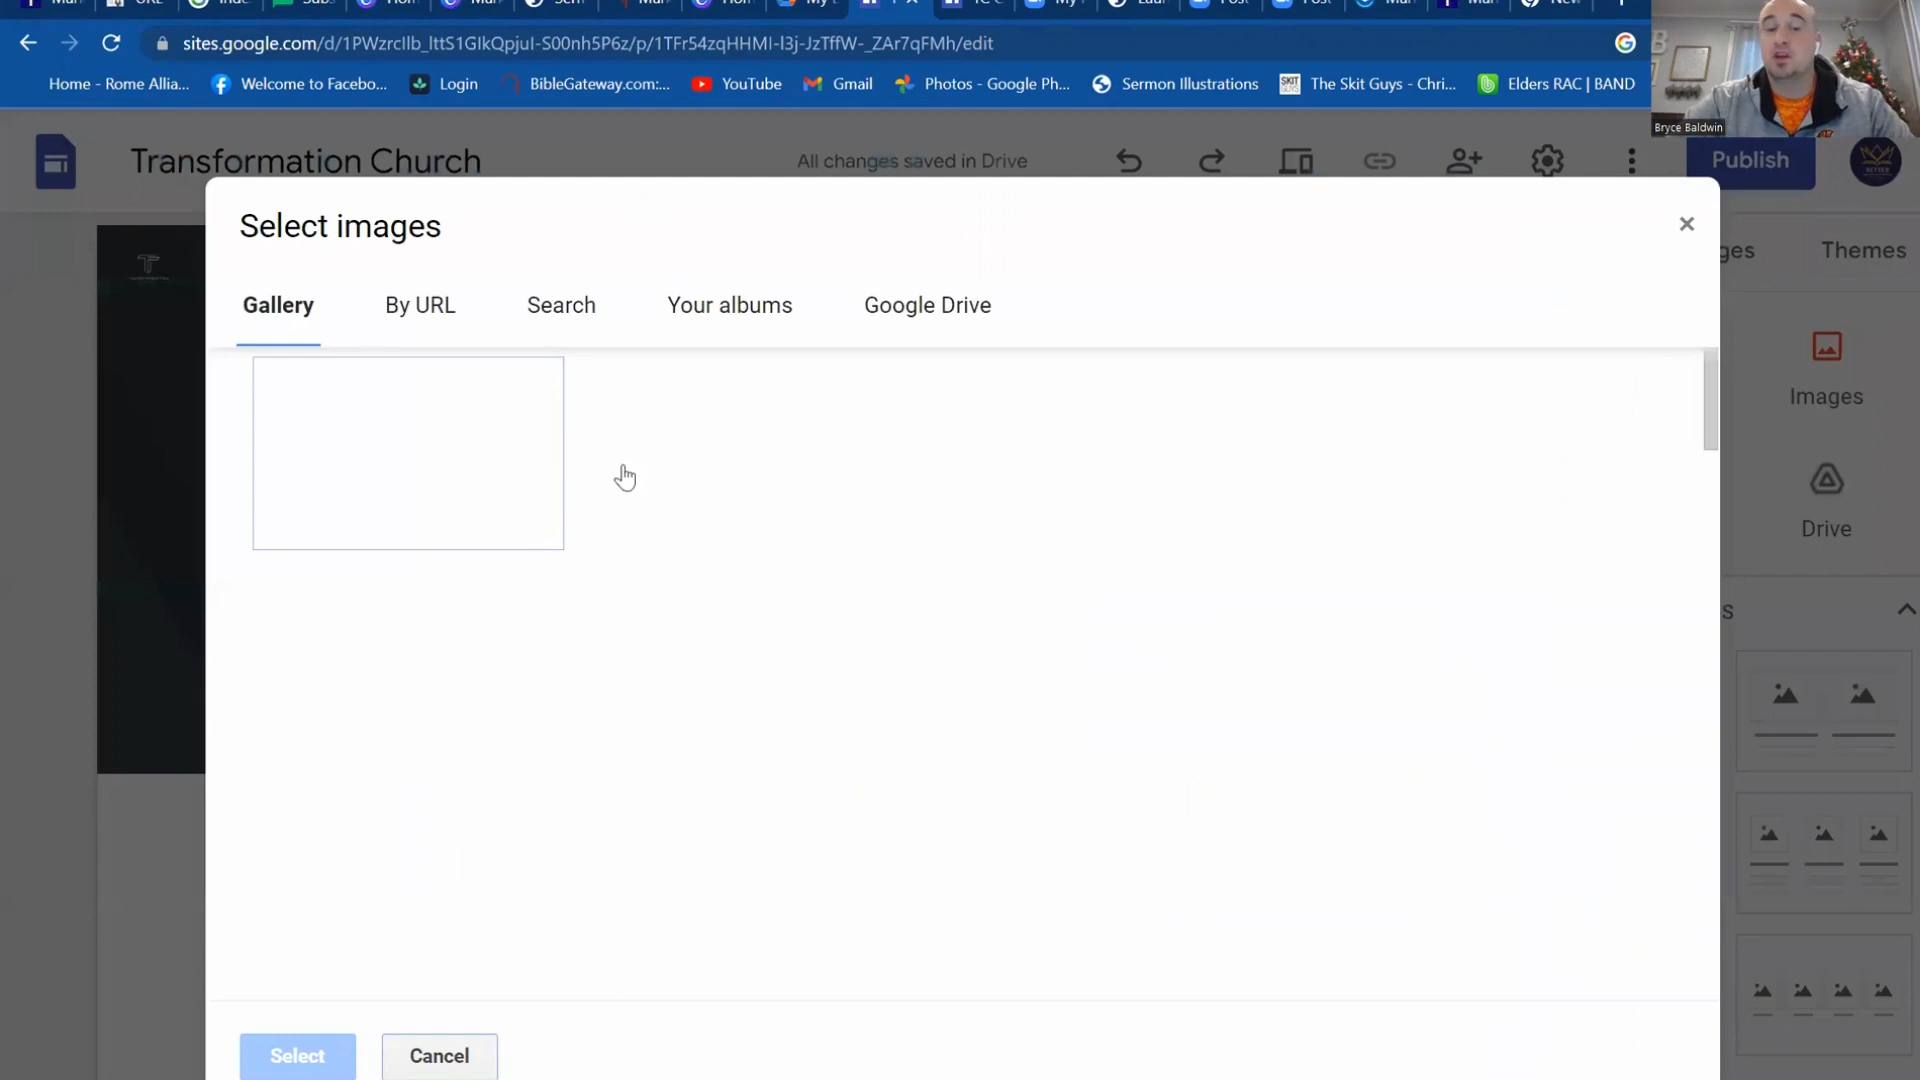 sites.google.com/d/1PWzrcIlb_lttS1GIkQpjuI-S00nh5P6z/p/1TFr54zqHHMI-l3j-JzTffW-_ZAr7qFMh/edit
Home - Rome Allia... Welcome to Facebo... Login BibleGateway.com:... YouTube Gmail Photos - Google Ph... Sermon Illustrations The Skit Guys - Chri... Elders RAC | BAND
Bryce Baldwin
Transformation Church All changes saved in Drive Publish
Select images
Themes
Gallery By URL Search Your albums Google Drive
Images
Drive
Select Cancel